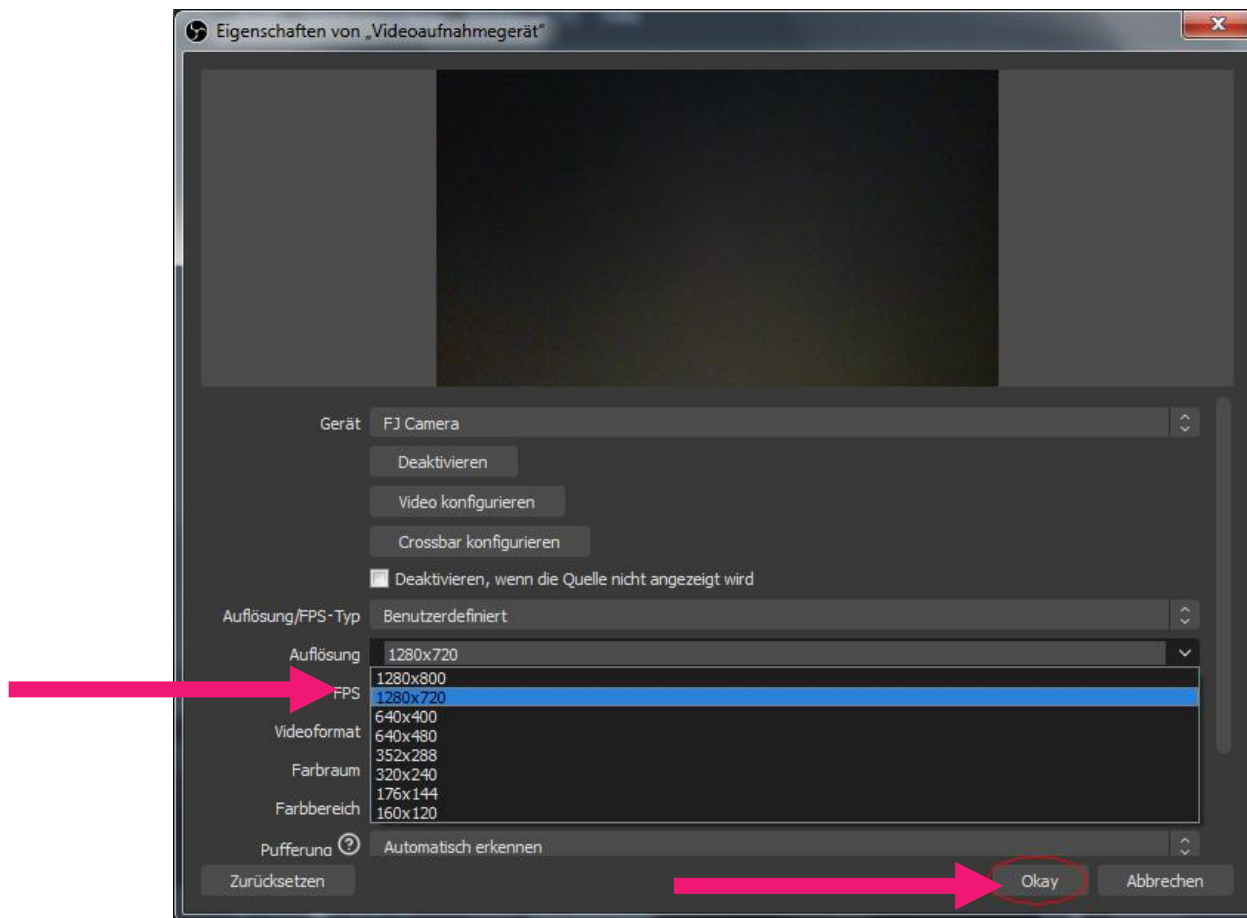 Eigenschaften von „Videoaufnahmegerät“
Gerät FJ Camera
Deaktivieren
Video konfigurieren
Crossbar konfigurieren
Deaktivieren, wenn die Quelle nicht angezeigt wird
Auflösung/FPS-Typ Benutzerdefiniert
Auflösung 1280x720
1280x800
FPS 1280x720
640x400
Videoformat 640x480
352x288
Farbraum 320x240
176x144
Farbbereich 160x120
Pufferung ? Automatisch erkennen
Zurücksetzen Okay Abbrechen